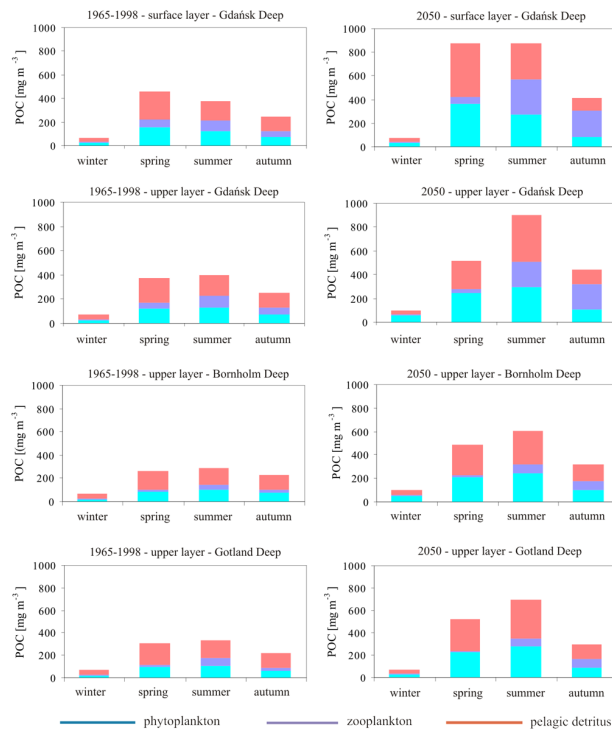 1965-1998 - surface layer - Gdańsk Deep
POC [mg m -3 ]
1000
800
600
400
200
0
winter spring summer autumn
2050 - surface layer - Gdańsk Deep
POC [mg m -3 ]
1000
800
600
400
200
0
winter spring summer autumn
1965-1998 - upper layer - Gdańsk Deep
POC [mg m -3 ]
1000
800
600
400
200
0
winter spring summer autumn
2050 - upper layer - Gdańsk Deep
POC [mg m -3 ]
1000
800
600
400
200
0
winter spring summer autumn
1965-1998 - upper layer - Bornholm Deep
POC [(mg m -3 ]
1000
800
600
400
200
0
winter spring summer autumn
2050 - upper layer - Bornholm Deep
POC [mg m -3 ]
1000
800
600
400
200
0
winter spring summer autumn
1965-1998 - upper layer - Gotland Deep
POC [mg m -3 ]
1000
800
600
400
200
0
winter spring summer autumn
2050 - upper layer - Gotland Deep
POC [mg m -3 ]
1000
800
600
400
200
0
winter spring summer autumn
phytoplankton zooplankton pelagic detritus